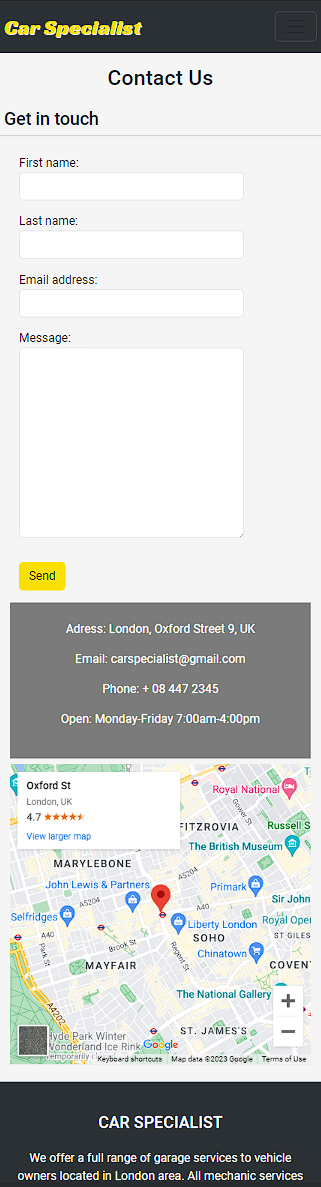 Car Specialist
Contact Us
Get in touch
First name:
Last name:
Email address:
Message:
Send
Adress: London, Oxford Street 9, UK
Email: carspecialist@gmail.com
Phone: + 08 447 2345
Open: Monday-Friday 7:00am-4:00pm
Oxford St
London, UK
4.7
View larger map
Royal National
Gower St
FITZROVIA
Russell S
The British Museum
MARYLEBONE
John Lewis & Partners
A5204
Primark
A40
Sir John
Selfridges
A5204
Liberty London
Royal Oper
SOHO
ST GILES
Park
A40
Brook St
Regent St
Chinatown
MAYFAIR
COVENT
The National Gallery
A4202
ST. JAMES'S
Hyde Park Winter
Wonderland Ice Rink
Temporarily c
Google
Keyboard shortcuts
Map data ©2023 Google
Terms of Use
CAR SPECIALIST
We offer a full range of garage services to vehicle
owners located in London area. All mechanic services